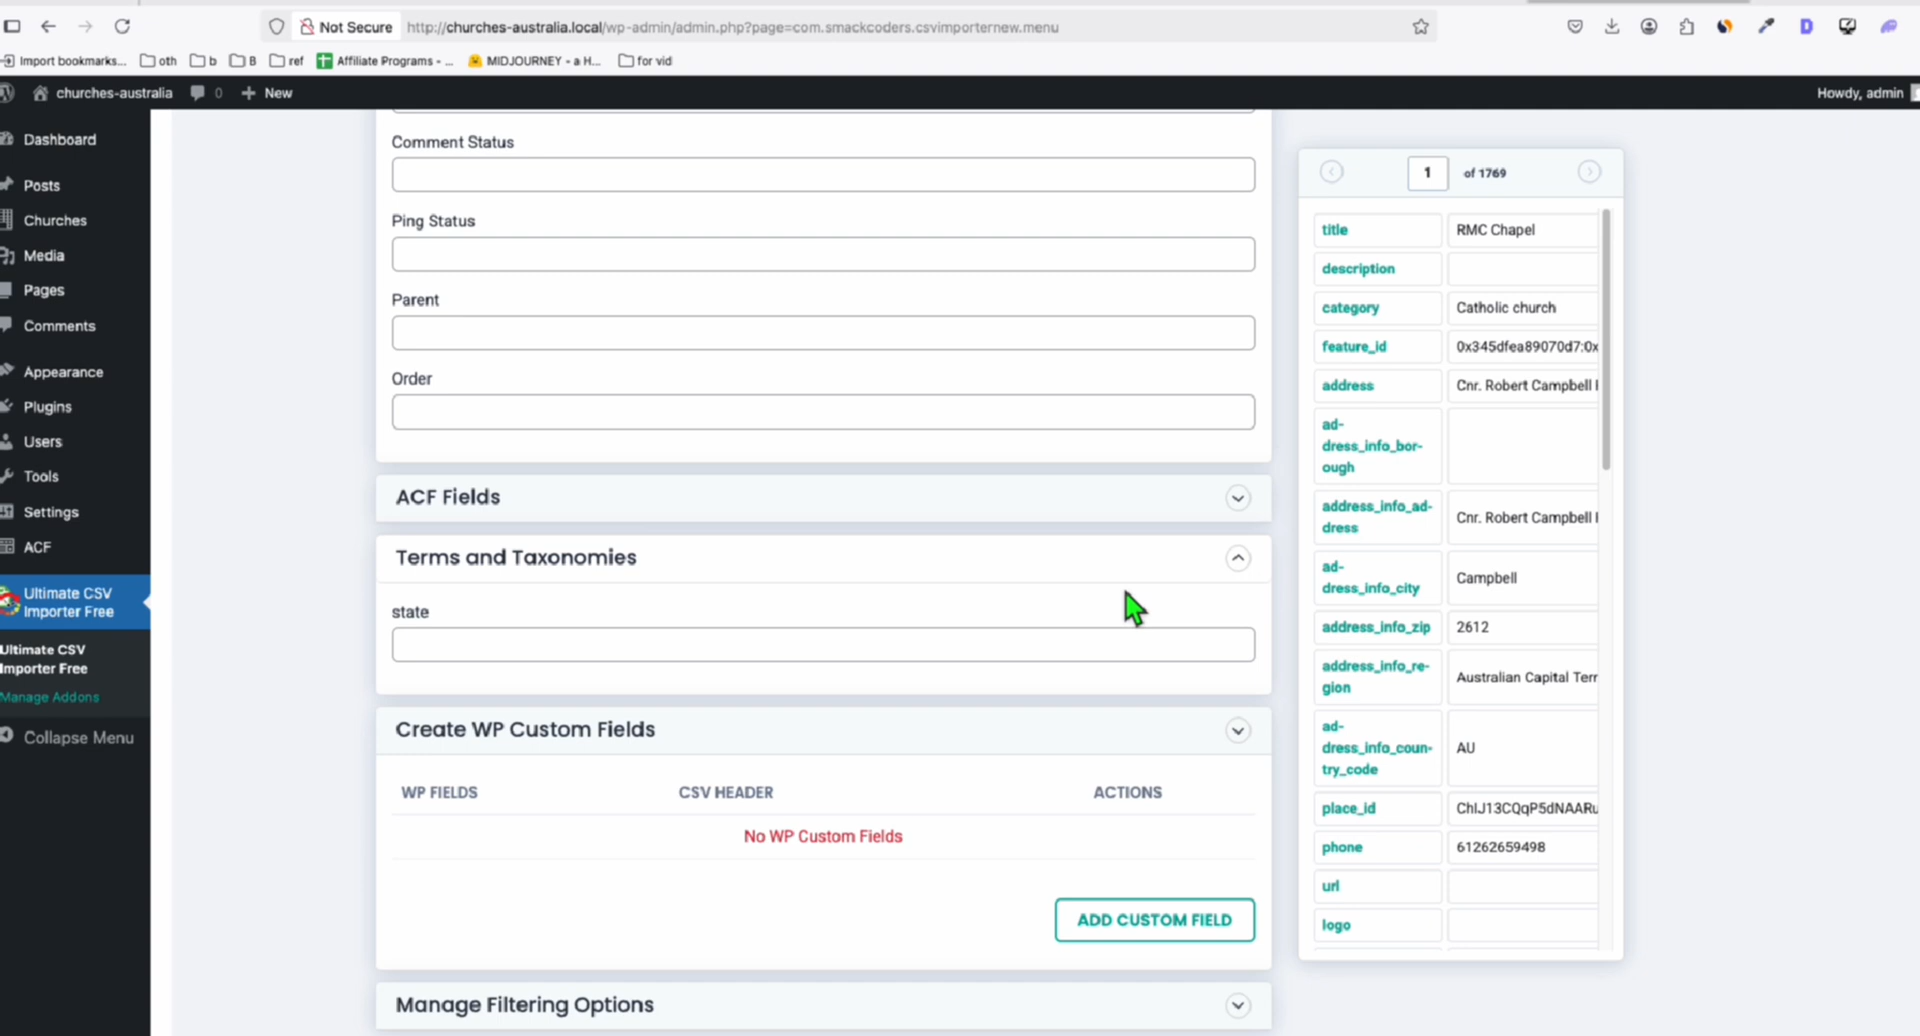 Not Secure
http://churches-australia.local/wp-admin/admin.php?page=com.smackcoders.csvimporternew.menu
Import bookmarks...
oth
b
B
ref
Affiliate Programs - ...
MIDJOURNEY - a H...
for vid
churches-australia
0
New
Howdy, admin
Dashboard
Posts
Churches
Media
Pages
Comments
Appearance
Plugins
Users
Tools
Settings
ACF
Ultimate CSV
Importer Free
Ultimate CSV
Importer Free
Manage Addons
Collapse Menu
Comment Status
Ping Status
Parent
Order
ACF Fields
Terms and Taxonomies
state
Create WP Custom Fields
WP FIELDS
CSV HEADER
ACTIONS
No WP Custom Fields
ADD CUSTOM FIELD
Manage Filtering Options
1
of 1769
title
RMC Chapel
description
category
Catholic church
feature_id
0x345dfea89070d7:0x
address
Cnr. Robert Campbell
ad-
dress_info_bor-
ough
address_info_ad-
dress
Cnr. Robert Campbell
ad-
dress_info_city
Campbell
address_info_zip
2612
address_info_re-
gion
Australian Capital Terr
ad-
dress_info_coun-
try_code
AU
place_id
ChIJ13CQqP5dNAARu
phone
61262659498
url
logo